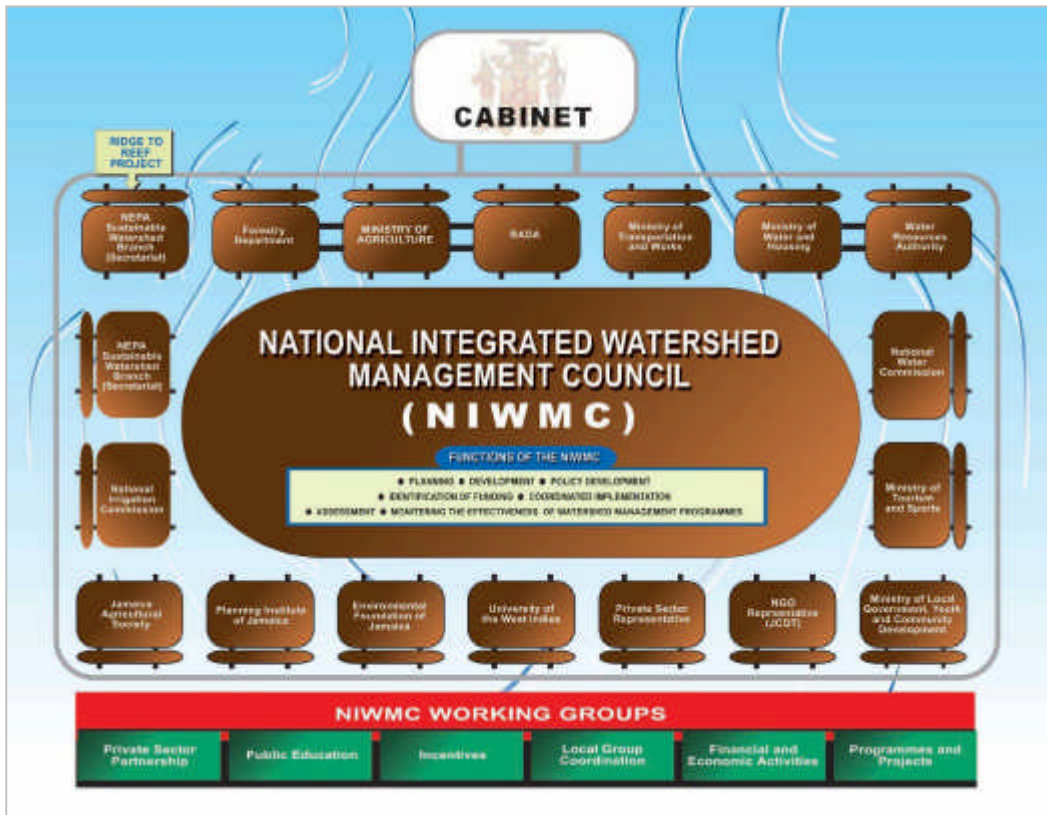 CABINET
RIDGE TO
REEF
PROJECT
NEPA
Sustainable
Watershed
Branch
(Secretariat)
Forestry
Department
MINISTRY OF
AGRICULTURE
RADA
Ministry of
Transportation
and Works
Ministry of
Water and
Housing
Water
Resources
Authority
NEPA
Sustainable
Watershed
Branch
(Secretariat)
NATIONAL INTEGRATED WATERSHED
MANAGEMENT COUNCIL
(NIWMC)
National
Water
Commission
FUNCTIONS OF THE NIWMC
● PLANNING ● DEVELOPMENT ● POLICY DEVELOPMENT
● IDENTIFICATION OF FUNDING ● COORDINATED IMPLEMENTATION
● ASSESSMENT ● MONITERING THE EFFECTIVENESS OF WATERSHED MANAGEMENT PROGRAMMES
National
Irrigation
Commission
Ministry of
Tourism
and Sports
Jamaica
Agricultural
Society
Planning Institute
of Jamaica
Environmental
Foundation of
Jamaica
University of
the West Indies
Private Sector
Representative
NGO
Representative
(JCDT)
Ministry of Local
Government, Youth
and Community
Development
NIWMC WORKING GROUPS
Private Sector
Partnership
Public Education
Incentives
Local Group
Coordination
Financial and
Economic Activities
Programmes and
Projects